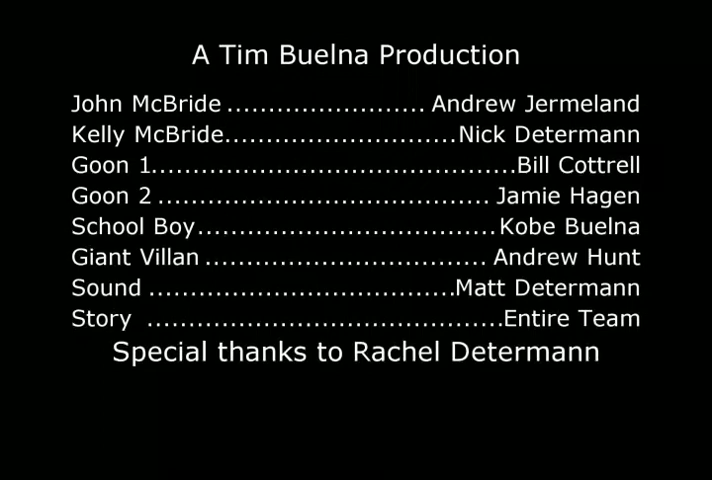 A Tim Buelna Production
John McBride ........................ Andrew Jermeland
Kelly McBride............................Nick Determann
Goon 1............................................Bill Cottrell
Goon 2 ........................................ Jamie Hagen
School Boy....................................Kobe Buelna
Giant Villan .................................. Andrew Hunt
Sound .....................................Matt Determann
Story ...........................................Entire Team
Special thanks to Rachel Determann